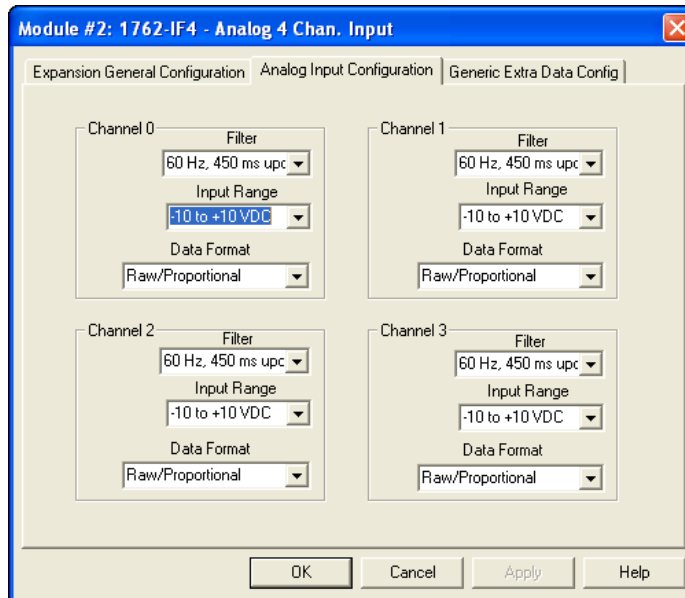 Module #2: 1762-IF4 - Analog 4 Chan. Input
Expansion General Configuration
Analog Input Configuration
Generic Extra Data Config
Channel 0
Filter
60 Hz, 450 ms upc
Input Range
-10 to +10 VDC
Data Format
Raw/Proportional
Channel 1
Filter
60 Hz, 450 ms upc
Input Range
-10 to +10 VDC
Data Format
Raw/Proportional
Channel 2
Filter
60 Hz, 450 ms upc
Input Range
-10 to +10 VDC
Data Format
Raw/Proportional
Channel 3
Filter
60 Hz, 450 ms upc
Input Range
-10 to +10 VDC
Data Format
Raw/Proportional
OK
Cancel
Apply
Help